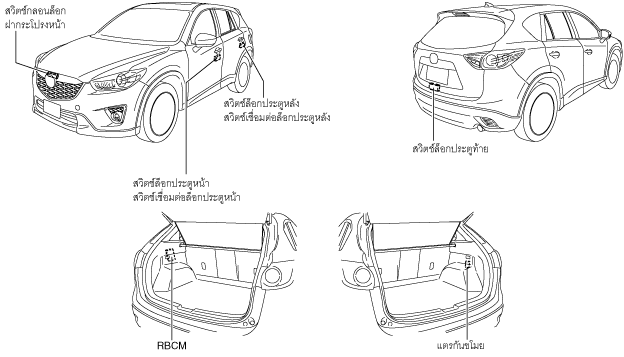 สวิตช์กลอนล็อก
ฝากระโปรงหน้า
สวิตช์ล็อกประตูหลัง
สวิตช์เชื่อมต่อล็อกประตูหลัง
สวิตช์ล็อกประตูท้าย
สวิตช์ล็อกประตูหน้า
สวิตช์เชื่อมต่อล็อกประตูหน้า
RBCM
แตรกันขโมย